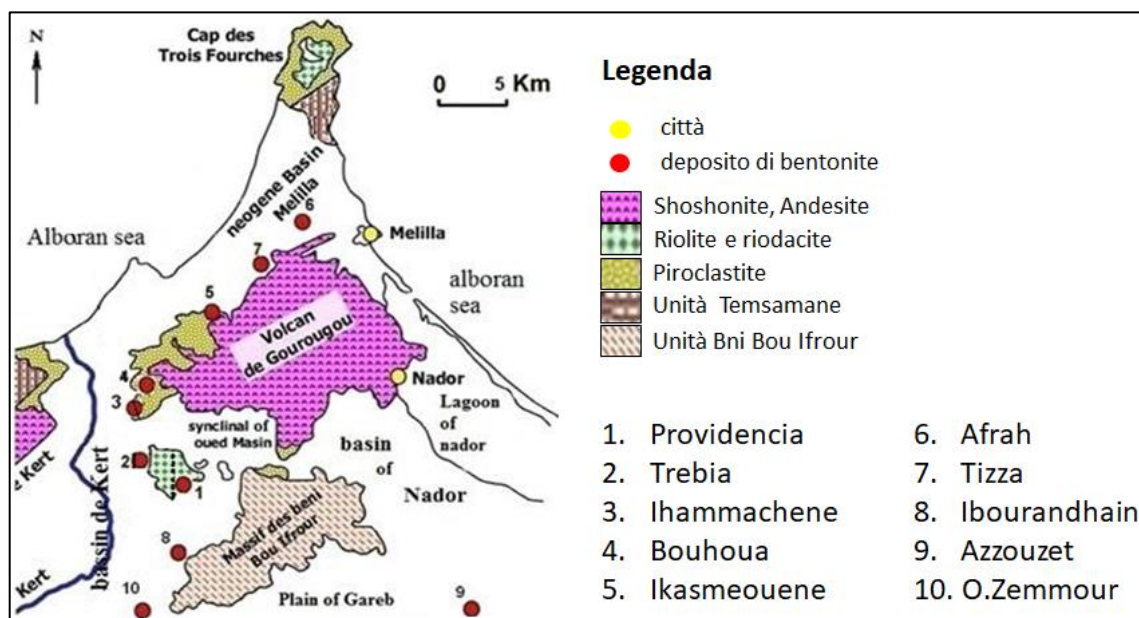 N
Cap des
Trois Fourches
0 5 Km
neogene Basin
Melilla
6
Alboran sea
Melilla
7
alboran
sea
5
Volcan
de Gourougou
4
Nador
3
Lagoon
of
nador
synclinal of
oued Masin
basin
of
Nador
Kert
2
1
bassin de Kert
Massif des beni
Bou Ifrour
8
Kert
10
Plain of Gareb
9
Legenda
città
deposito di bentonite
Shoshonite, Andesite
Riolite e riodacite
Piroclastite
Unità Temsamane
Unità Bni Bou Ifrour
1. Providencia
2. Trebia
3. Ihammachene
4. Bouhoua
5. Ikasmeouene
6. Afrah
7. Tizza
8. Ibourandhain
9. Azzouzet
10. O.Zemmour